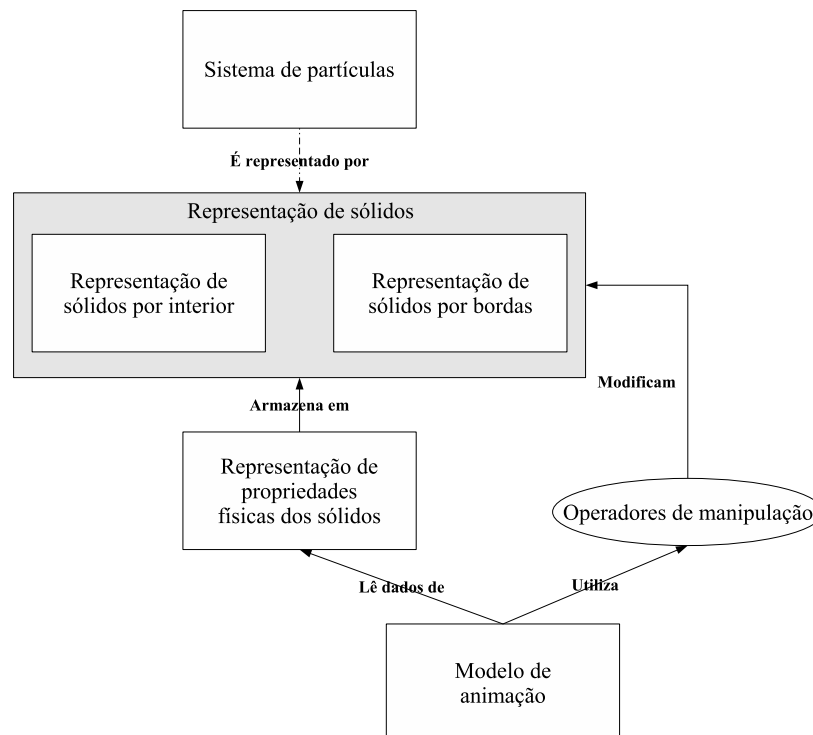 Sistema de partículas
É representado por
Representação de sólidos
Representação de
sólidos por interior
Representação de
sólidos por bordas
Modificam
Armazena em
Representação de
propriedades
físicas dos sólidos
Operadores de manipulação
Lê dados de
Utiliza
Modelo de
animação